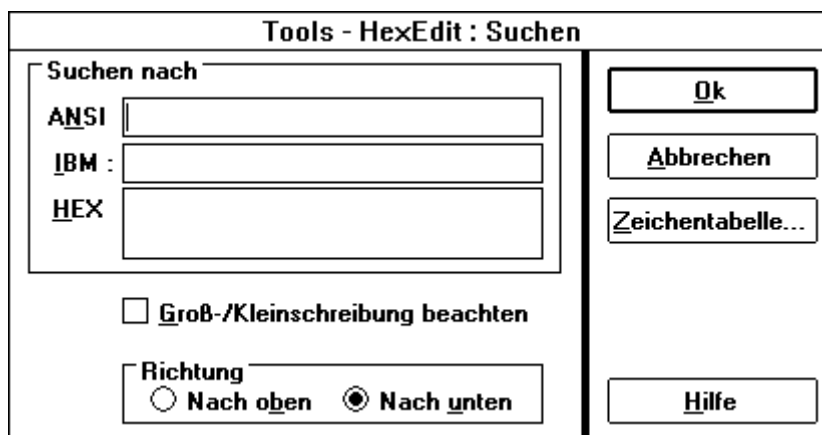 Tools - HexEdit : Suchen
Suchen nach
ANSI
IBM :
HEX
Groß-/Kleinschreibung beachten
Richtung
Nach oben Nach unten
Ok
Abbrechen
Zeichentabelle...
Hilfe